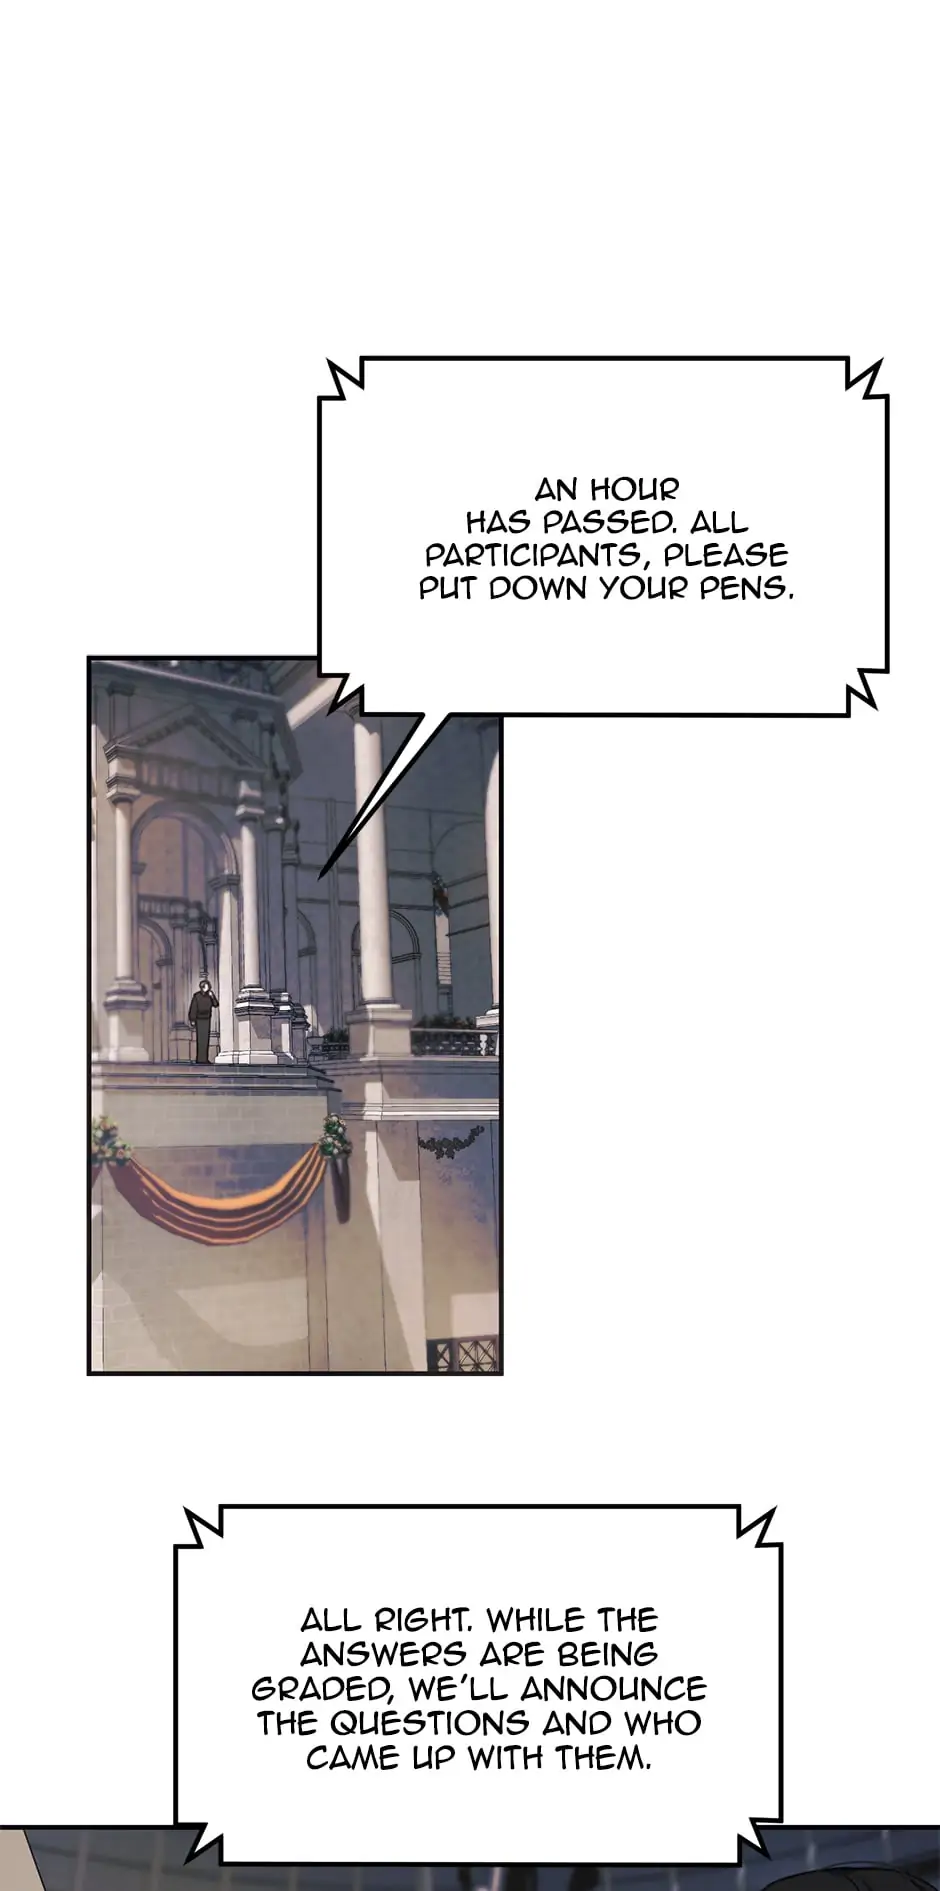 AN HOUR
HAS PASSED. ALL
PARTICIPANTS, PLEASE
PUT DOWN YOUR PENS.
ALL RIGHT. WHILE THE
ANSWERS ARE BEING
GRADED, WE'LL ANNOUNCE
THE QUESTIONS AND WHO
CAME UP WITH THEM.